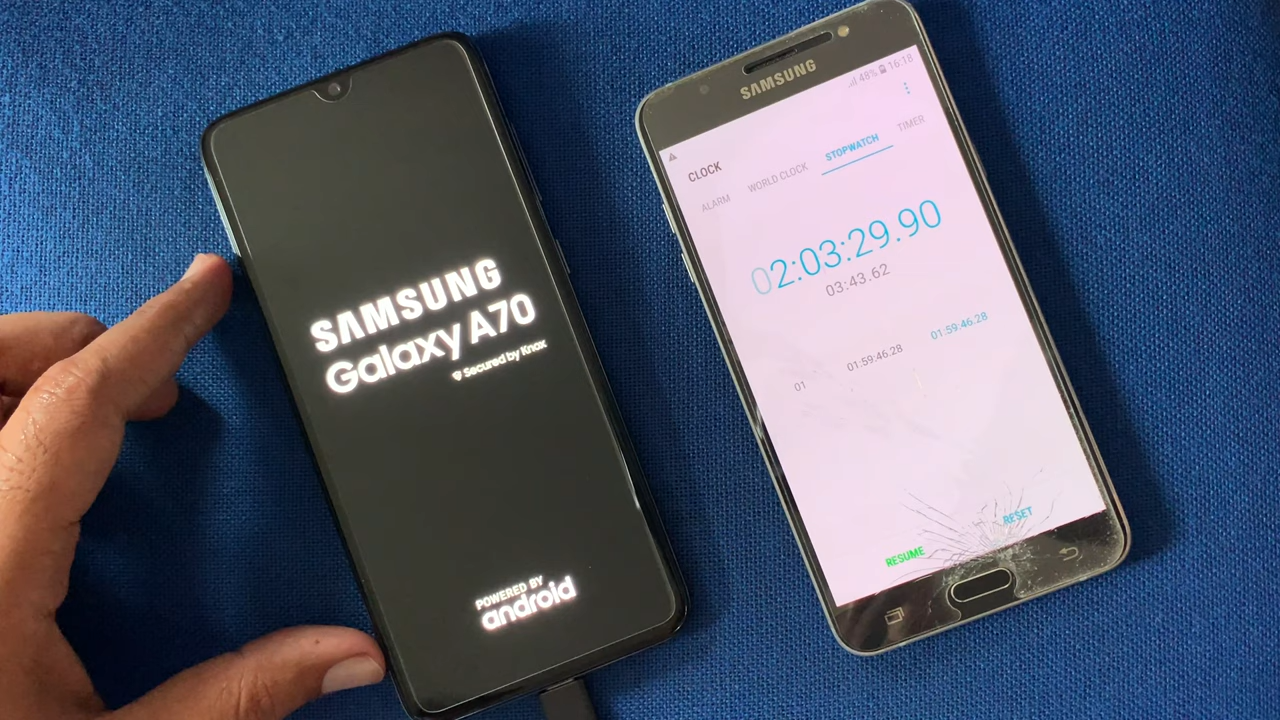 SAMSUNG
Galaxy A70
Secured by Knox
POWERED BY
android
SAMSUNG
48% 16:18
CLOCK
ALARM WORLD CLOCK STOPWATCH TIMER
02:03:29.90
03:43.62
01 01:59:46.28 01:59:46.28
RESUME RESET